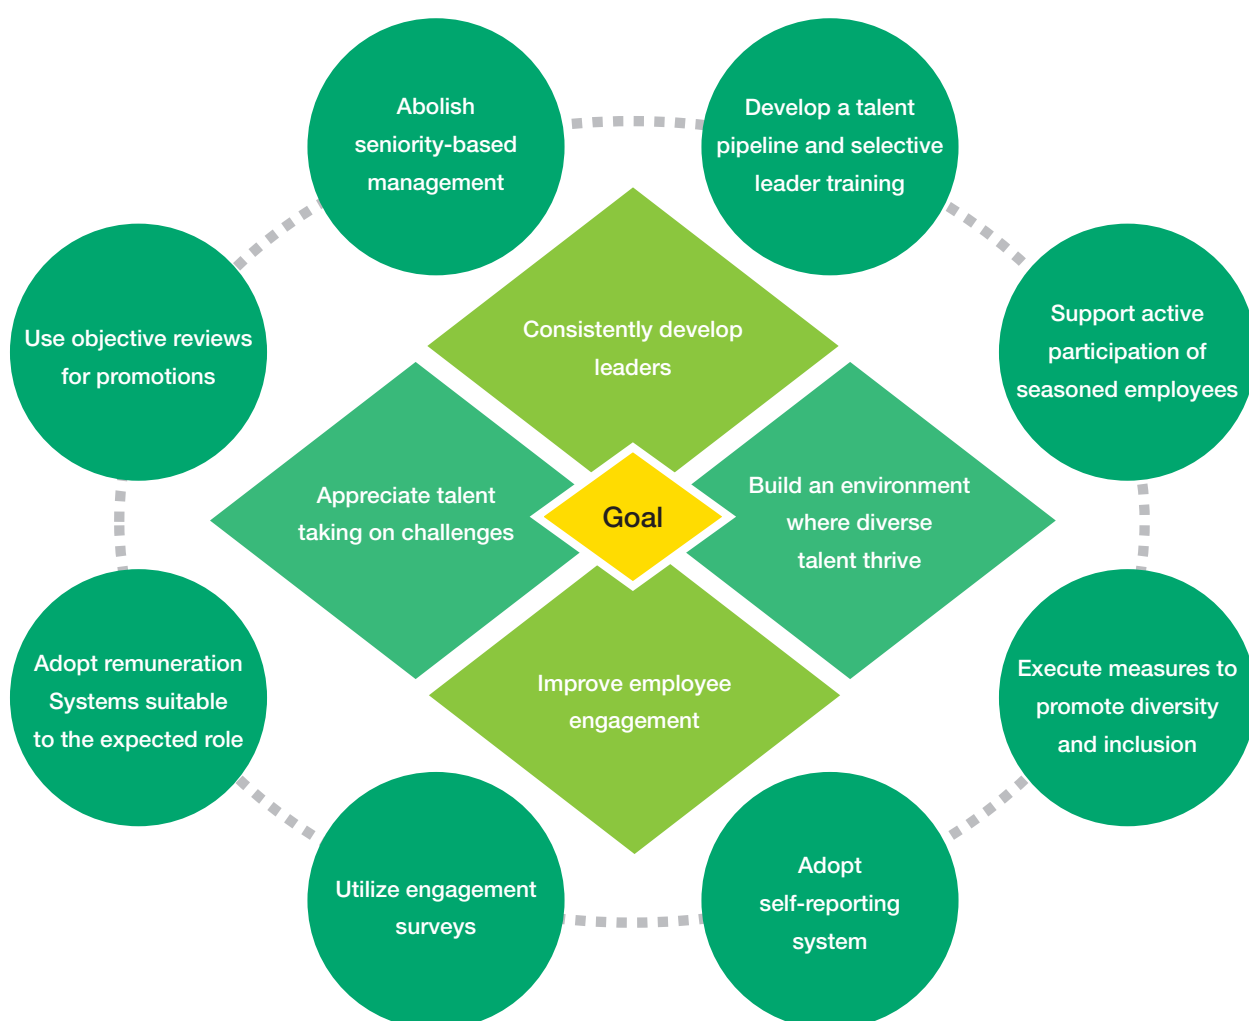 Abolish
seniority-based
management
Develop a talent
pipeline and selective
leader training
Use objective reviews
for promotions
Support active
participation of
seasoned employees
Consistently develop
leaders
Appreciate talent
taking on challenges
Goal
Build an environment
where diverse
talent thrive
Improve employee
engagement
Adopt remuneration
Systems suitable
to the expected role
Execute measures to
promote diversity
and inclusion
Utilize engagement
surveys
Adopt
self-reporting
system